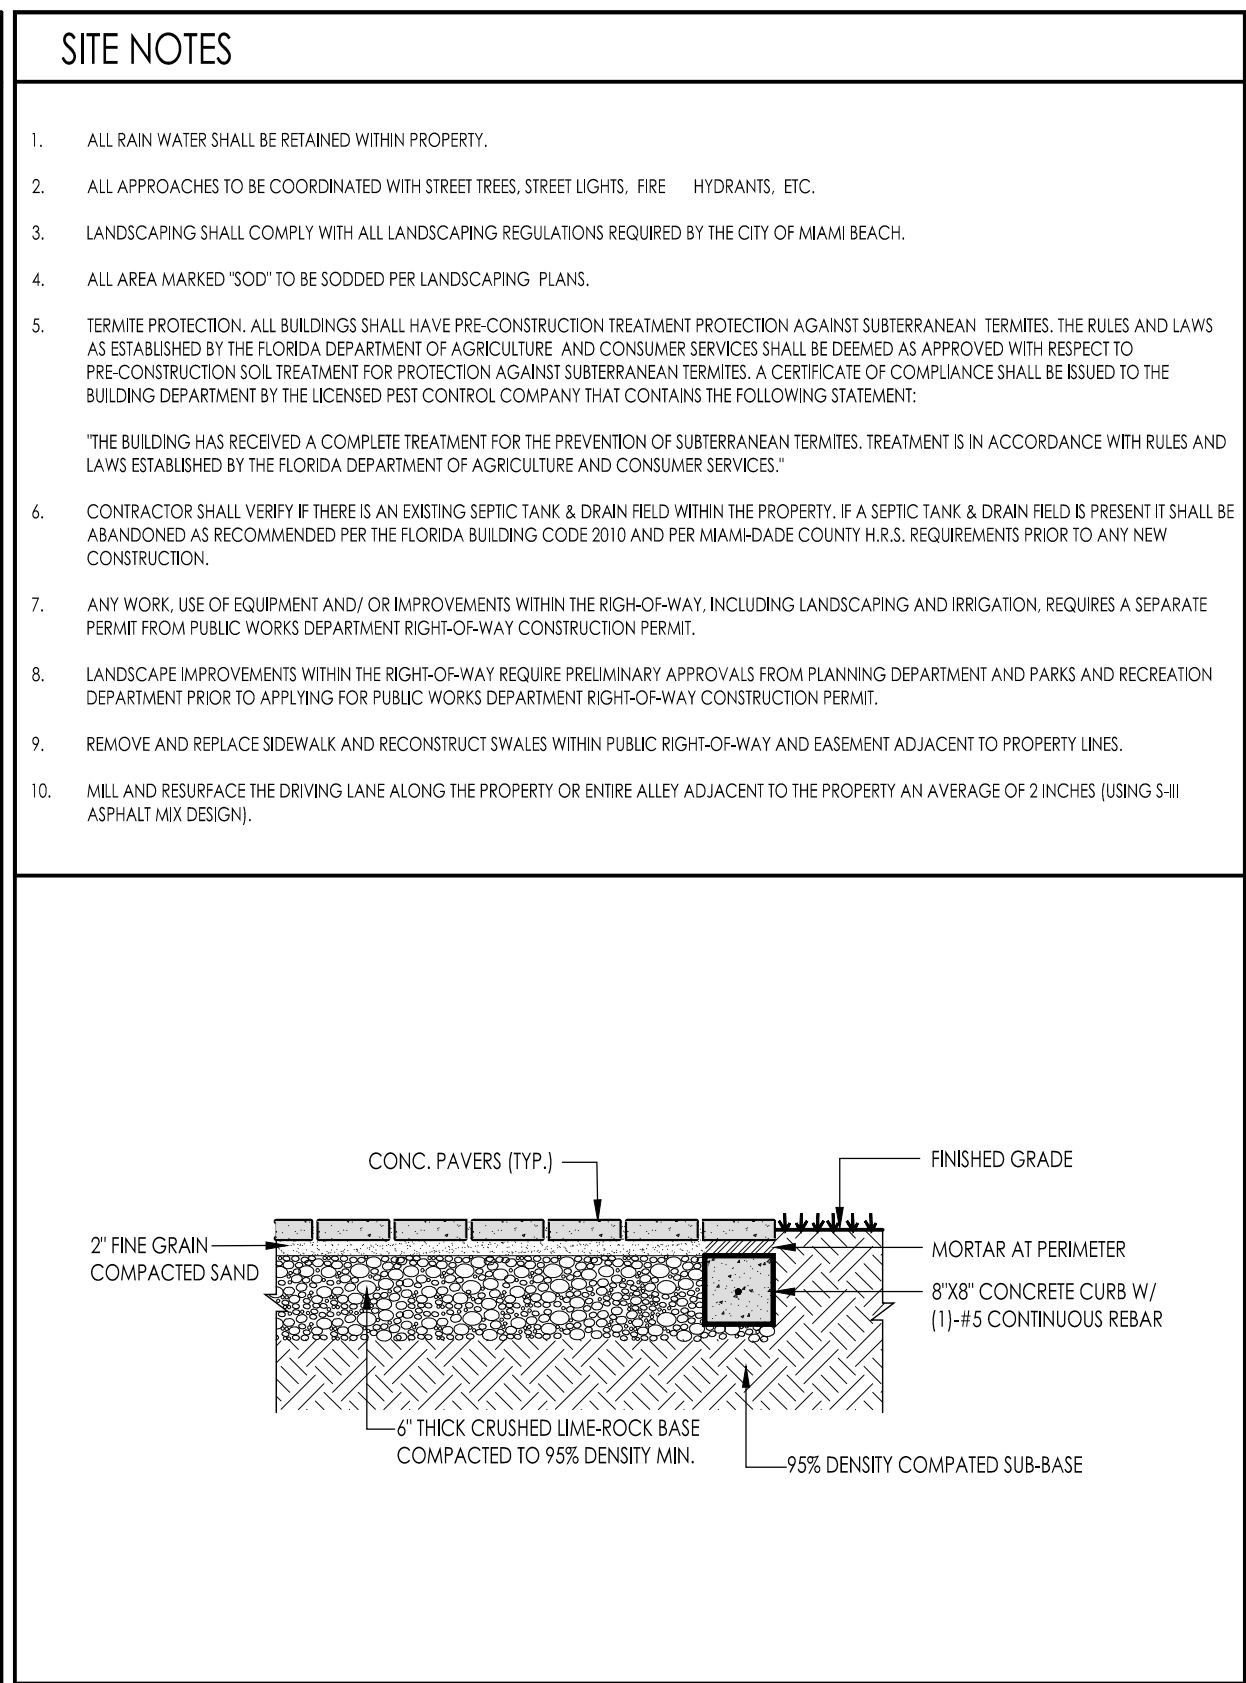 SITE NOTES
1. ALL RAIN WATER SHALL BE RETAINED WITHIN PROPERTY.
2. ALL APPROACHES TO BE COORDINATED WITH STREET TREES, STREET LIGHTS, FIRE HYDRANTS, ETC.
3. LANDSCAPING SHALL COMPLY WITH ALL LANDSCAPING REGULATIONS REQUIRED BY THE CITY OF MIAMI BEACH.
4. ALL AREA MARKED "SOD" TO BE SODDED PER LANDSCAPING PLANS.
5. TERMITE PROTECTION. ALL BUILDINGS SHALL HAVE PRE-CONSTRUCTION TREATMENT PROTECTION AGAINST SUBTERRANEAN TERMITES. THE RULES AND LAWS
AS ESTABLISHED BY THE FLORIDA DEPARTMENT OF AGRICULTURE AND CONSUMER SERVICES SHALL BE DEEMED AS APPROVED WITH RESPECT TO
PRE-CONSTRUCTION SOIL TREATMENT FOR PROTECTION AGAINST SUBTERRANEAN TERMITES. A CERTIFICATE OF COMPLIANCE SHALL BE ISSUED TO THE
BUILDING DEPARTMENT BY THE LICENSED PEST CONTROL COMPANY THAT CONTAINS THE FOLLOWING STATEMENT:
"THE BUILDING HAS RECEIVED A COMPLETE TREATMENT FOR THE PREVENTION OF SUBTERRANEAN TERMITES. TREATMENT IS IN ACCORDANCE WITH RULES AND
LAWS ESTABLISHED BY THE FLORIDA DEPARTMENT OF AGRICULTURE AND CONSUMER SERVICES."
6. CONTRACTOR SHALL VERIFY IF THERE IS AN EXISTING SEPTIC TANK & DRAIN FIELD WITHIN THE PROPERTY. IF A SEPTIC TANK & DRAIN FIELD IS PRESENT IT SHALL BE
ABANDONED AS RECOMMENDED PER THE FLORIDA BUILDING CODE 2010 AND PER MIAMI-DADE COUNTY H.R.S. REQUIREMENTS PRIOR TO ANY NEW
CONSTRUCTION.
7. ANY WORK, USE OF EQUIPMENT AND/ OR IMPROVEMENTS WITHIN THE RIGH-OF-WAY, INCLUDING LANDSCAPING AND IRRIGATION, REQUIRES A SEPARATE
PERMIT FROM PUBLIC WORKS DEPARTMENT RIGHT-OF-WAY CONSTRUCTION PERMIT.
8. LANDSCAPE IMPROVEMENTS WITHIN THE RIGHT-OF-WAY REQUIRE PRELIMINARY APPROVALS FROM PLANNING DEPARTMENT AND PARKS AND RECREATION
DEPARTMENT PRIOR TO APPLYING FOR PUBLIC WORKS DEPARTMENT RIGHT-OF-WAY CONSTRUCTION PERMIT.
9. REMOVE AND REPLACE SIDEWALK AND RECONSTRUCT SWALES WITHIN PUBLIC RIGHT-OF-WAY AND EASEMENT ADJACENT TO PROPERTY LINES.
10. MILL AND RESURFACE THE DRIVING LANE ALONG THE PROPERTY OR ENTIRE ALLEY ADJACENT TO THE PROPERTY AN AVERAGE OF 2 INCHES (USING S-III
ASPHALT MIX DESIGN).
CONC. PAVERS (TYP.)
FINISHED GRADE
2" FINE GRAIN
COMPACTED SAND
MORTAR AT PERIMETER
8"X8" CONCRETE CURB W/
(1)-#5 CONTINUOUS REBAR
6" THICK CRUSHED LIME-ROCK BASE
COMPACTED TO 95% DENSITY MIN.
95% DENSITY COMPATED SUB-BASE